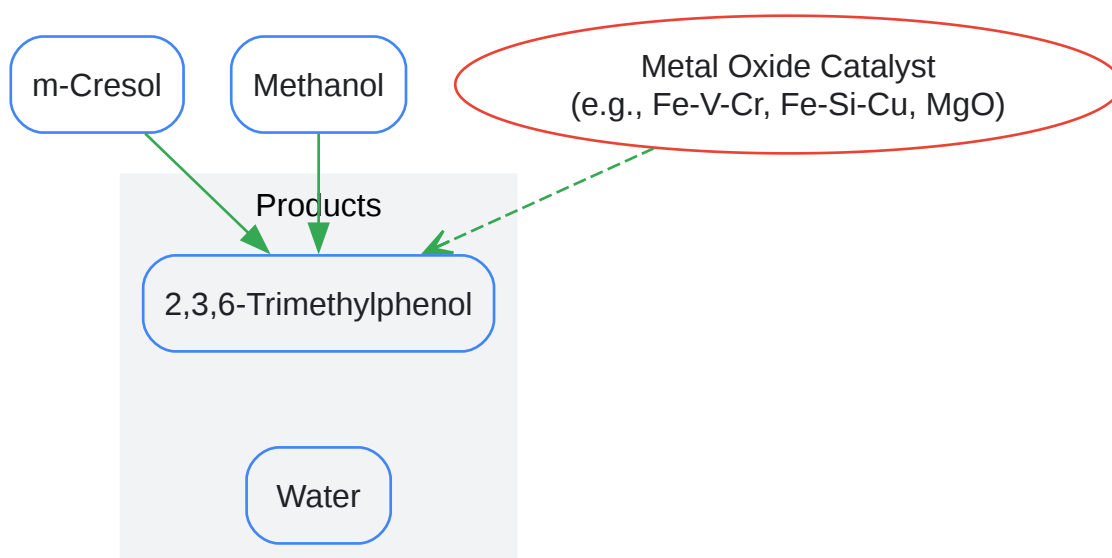 m-Cresol
Methanol
Metal Oxide Catalyst
(e.g., Fe-V-Cr, Fe-Si-Cu, MgO)
Products
2,3,6-Trimethylphenol
Water